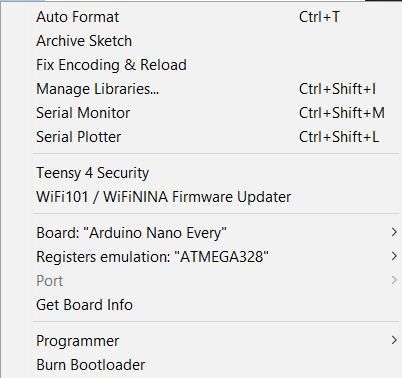 Auto Format Ctrl+T
Archive Sketch
Fix Encoding & Reload
Manage Libraries... Ctrl+Shift+I
Serial Monitor Ctrl+Shift+M
Serial Plotter Ctrl+Shift+L
Teensy 4 Security
WiFi101 / WiFiNINA Firmware Updater
Board: "Arduino Nano Every"
Registers emulation: "ATMEGA328"
Port
Get Board Info
Programmer
Burn Bootloader